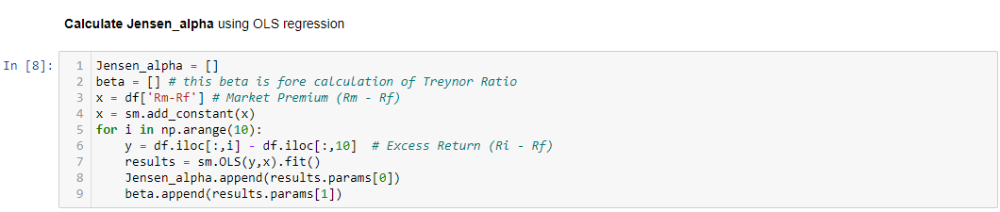 Calculate Jensen_alpha using OLS regression
In [8]:
1 Jensen_alpha = []
2 beta = [] # this beta is fore calculation of Treynor Ratio
3 x = df['Rm-Rf'] # Market Premium (Rm - Rf)
4 x = sm.add_constant(x)
5 for i in np.arange(10):
6     y = df.iloc[:,i] - df.iloc[:,10]  # Excess Return (Ri - Rf)
7     results = sm.OLS(y,x).fit()
8     Jensen_alpha.append(results.params[0])
9     beta.append(results.params[1])